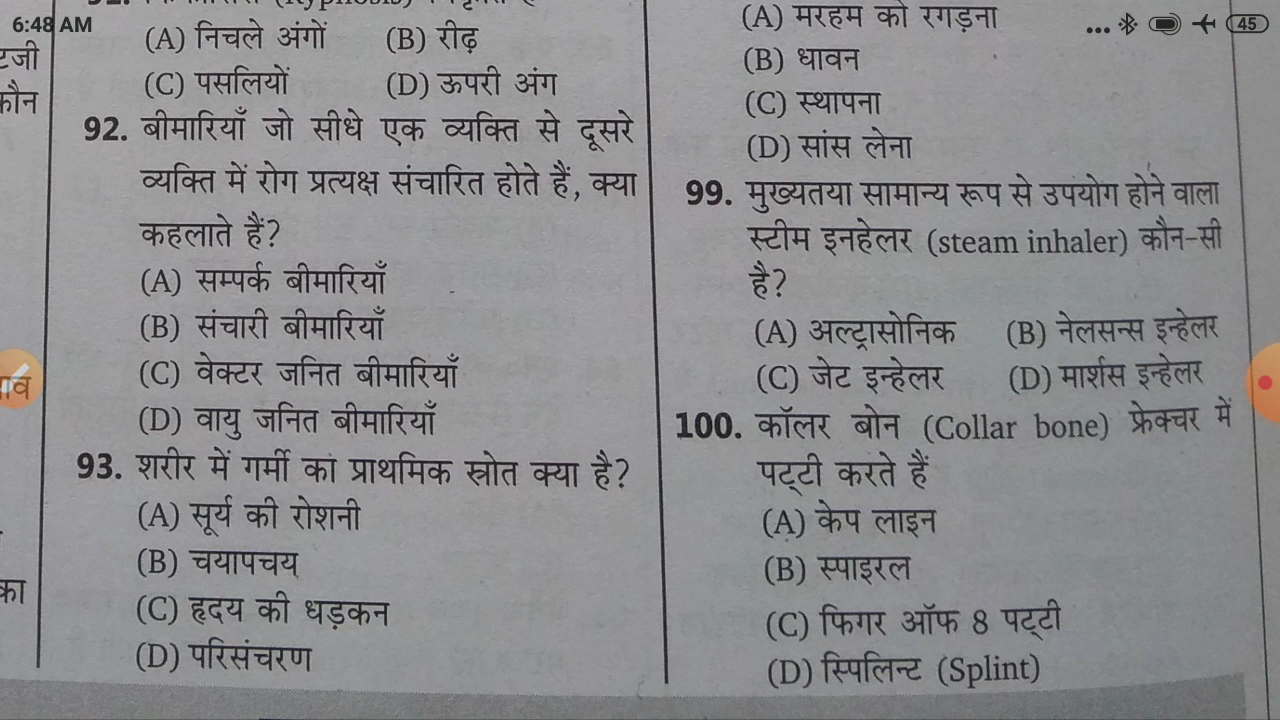 6:48 AM
45
टजी
कौन
का
(Kyphosis)
(A) निचले अंगों (B) रीढ़
(C) पसलियों (D) ऊपरी अंग
92. बीमारियाँ जो सीधे एक व्यक्ति से दूसरे
व्यक्ति में रोग प्रत्यक्ष संचारित होते हैं, क्या
कहलाते हैं?
(A) सम्पर्क बीमारियाँ
(B) संचारी बीमारियाँ
(C) वेक्टर जनित बीमारियाँ
(D) वायु जनित बीमारियाँ
93. शरीर में गर्मी का प्राथमिक स्रोत क्या है?
(A) सूर्य की रोशनी
(B) चयापचय
(C) हृदय की धड़कन
(D) परिसंचरण
(A) मरहम को रगड़ना
(B) धावन
(C) स्थापना
(D) सांस लेना
99. मुख्यतया सामान्य रूप से उपयोग होने वाला
स्टीम इनहेलर (steam inhaler) कौन-सी
है?
(A) अल्ट्रासोनिक (B) नेलसन्स इन्हेलर
(C) जेट इन्हेलर (D) मार्शस इन्हेलर
100. कॉलर बोन (Collar bone) फ्रेक्चर में
पट्टी करते हैं
(A) केप लाइन
(B) स्पाइरल
(C) फिगर ऑफ 8 पट्टी
(D) स्पिलिन्ट (Splint)